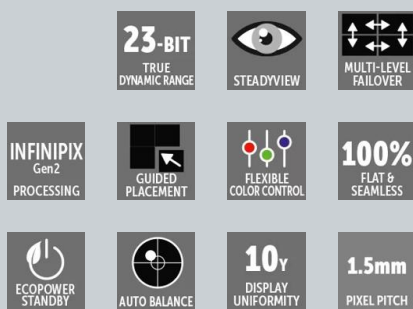 23-BIT
TRUE
DYNAMIC RANGE
STEADYVIEW
MULTI-LEVEL
FAILOVER
INFINIPIX
Gen2
PROCESSING
GUIDED
PLACEMENT
FLEXIBLE
COLOR CONTROL
100%
FLAT &
SEAMLESS
ECOPOWER
STANDBY
AUTO BALANCE
10Y
DISPLAY
UNIFORMITY
1.5mm
PIXEL PITCH